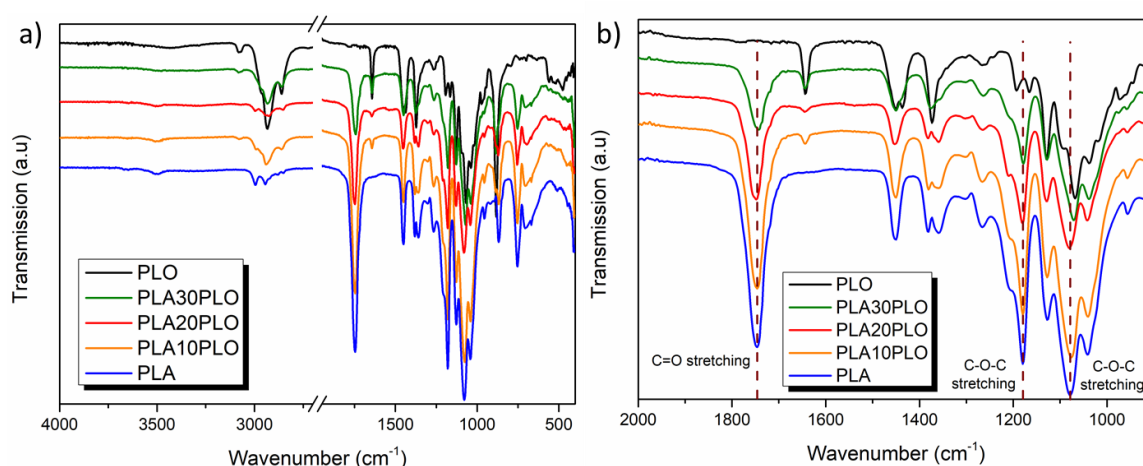 a)
Transmission (a.u)
PLO
PLA30PLO
PLA20PLO
PLA10PLO
PLA
4000 3500 3000 1500 1000 500
Wavenumber (cm-1)
b)
Transmission (a.u)
PLO
PLA30PLO
PLA20PLO
PLA10PLO
PLA
C=O stretching
C-O-C
stretching
C-O-C
stretching
2000 1800 1600 1400 1200 1000
Wavenumber (cm-1)